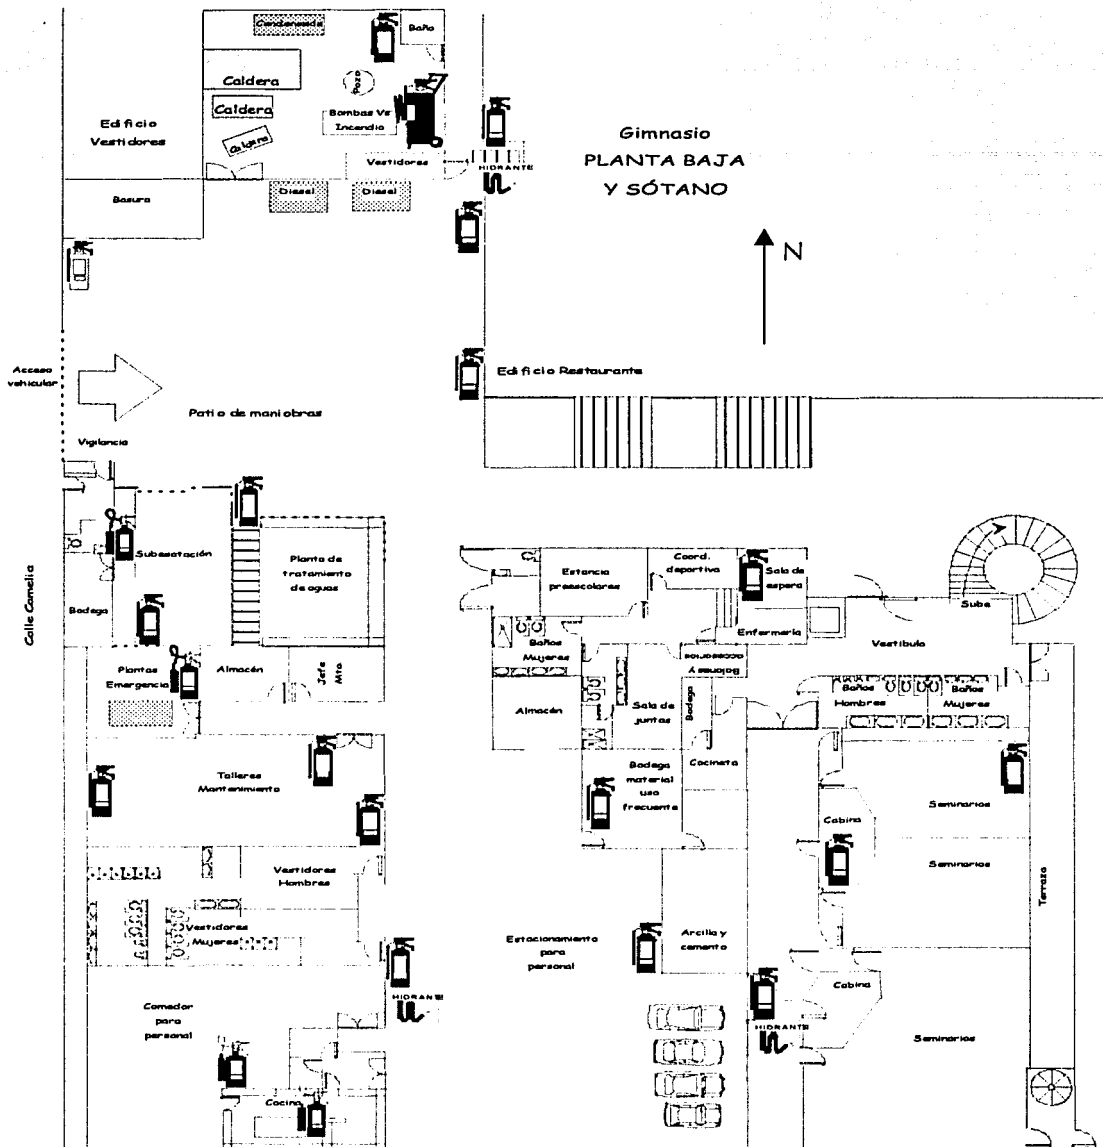 Condensado
Baño
Caldera
Pozo
Caldera
Bombas Vs
Incendio
Edificio
Vestidores
Caldera
Vestidores
HIDRANTE
Gimnasio
PLANTA BAJA
Y SÓTANO
Basura
Diesel
Diesel
N
Acceso
vehicular
Edificio Restaurante
Patio de maniobras
Vigilancia
Calle Camelia
Subestación
Planta de
tratamiento
de aguas
Bodega
Plantas
Emergencia
Almacén
Jefe
Mto.
Talleres
Mantenimiento
Vestidores
Hombres
Vestidores
Mujeres
Comedor
para
personal
HIDRANTE
Cocina
Estancia
preescolares
Coord.
deportiva
Sala de
espera
Enfermería
Sube
Vestíbulo
Baños
Mujeres
Balones y
accesorios
Almacén
Sala de
juntas
Bodega
Baños
Hombres
Baños
Mujeres
Bodega
material
uso
frecuente
Cocineta
Seminarios
Cabina
Seminarios
Terraza
Estacionamiento
para
personal
Arcilla y
cemento
Cabina
HIDRANTE
Seminarios